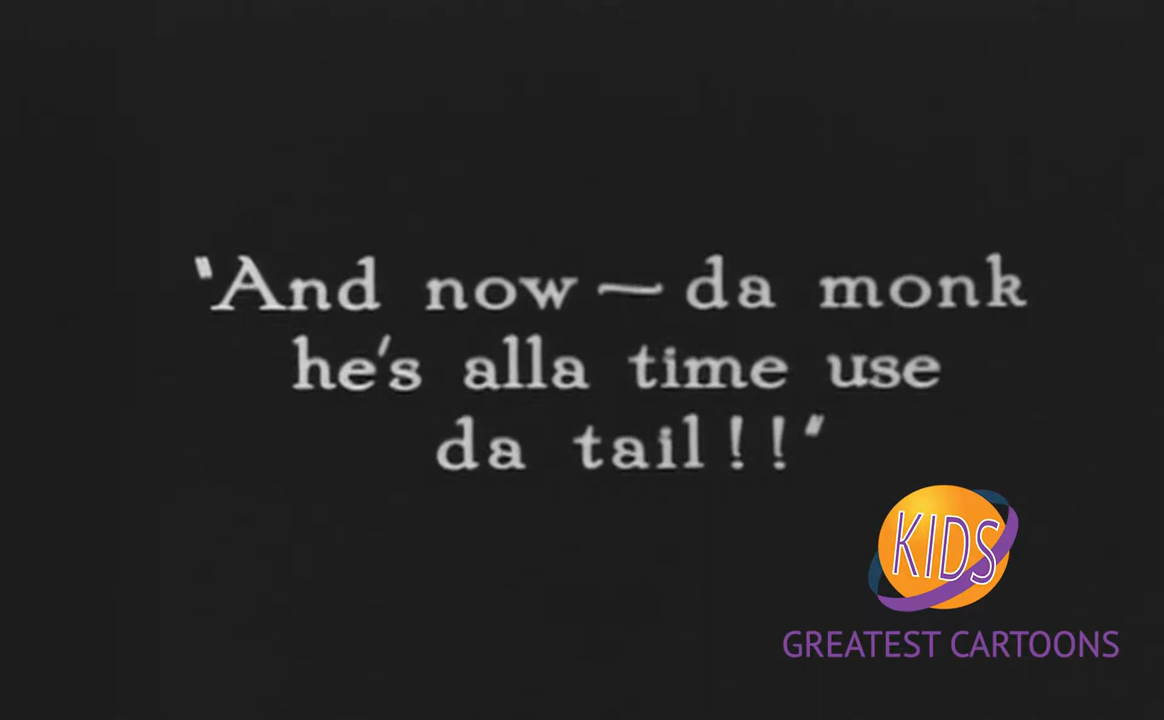 "And now — da monk
he's alla time use
da tail!!"
KIDS
GREATEST CARTOONS